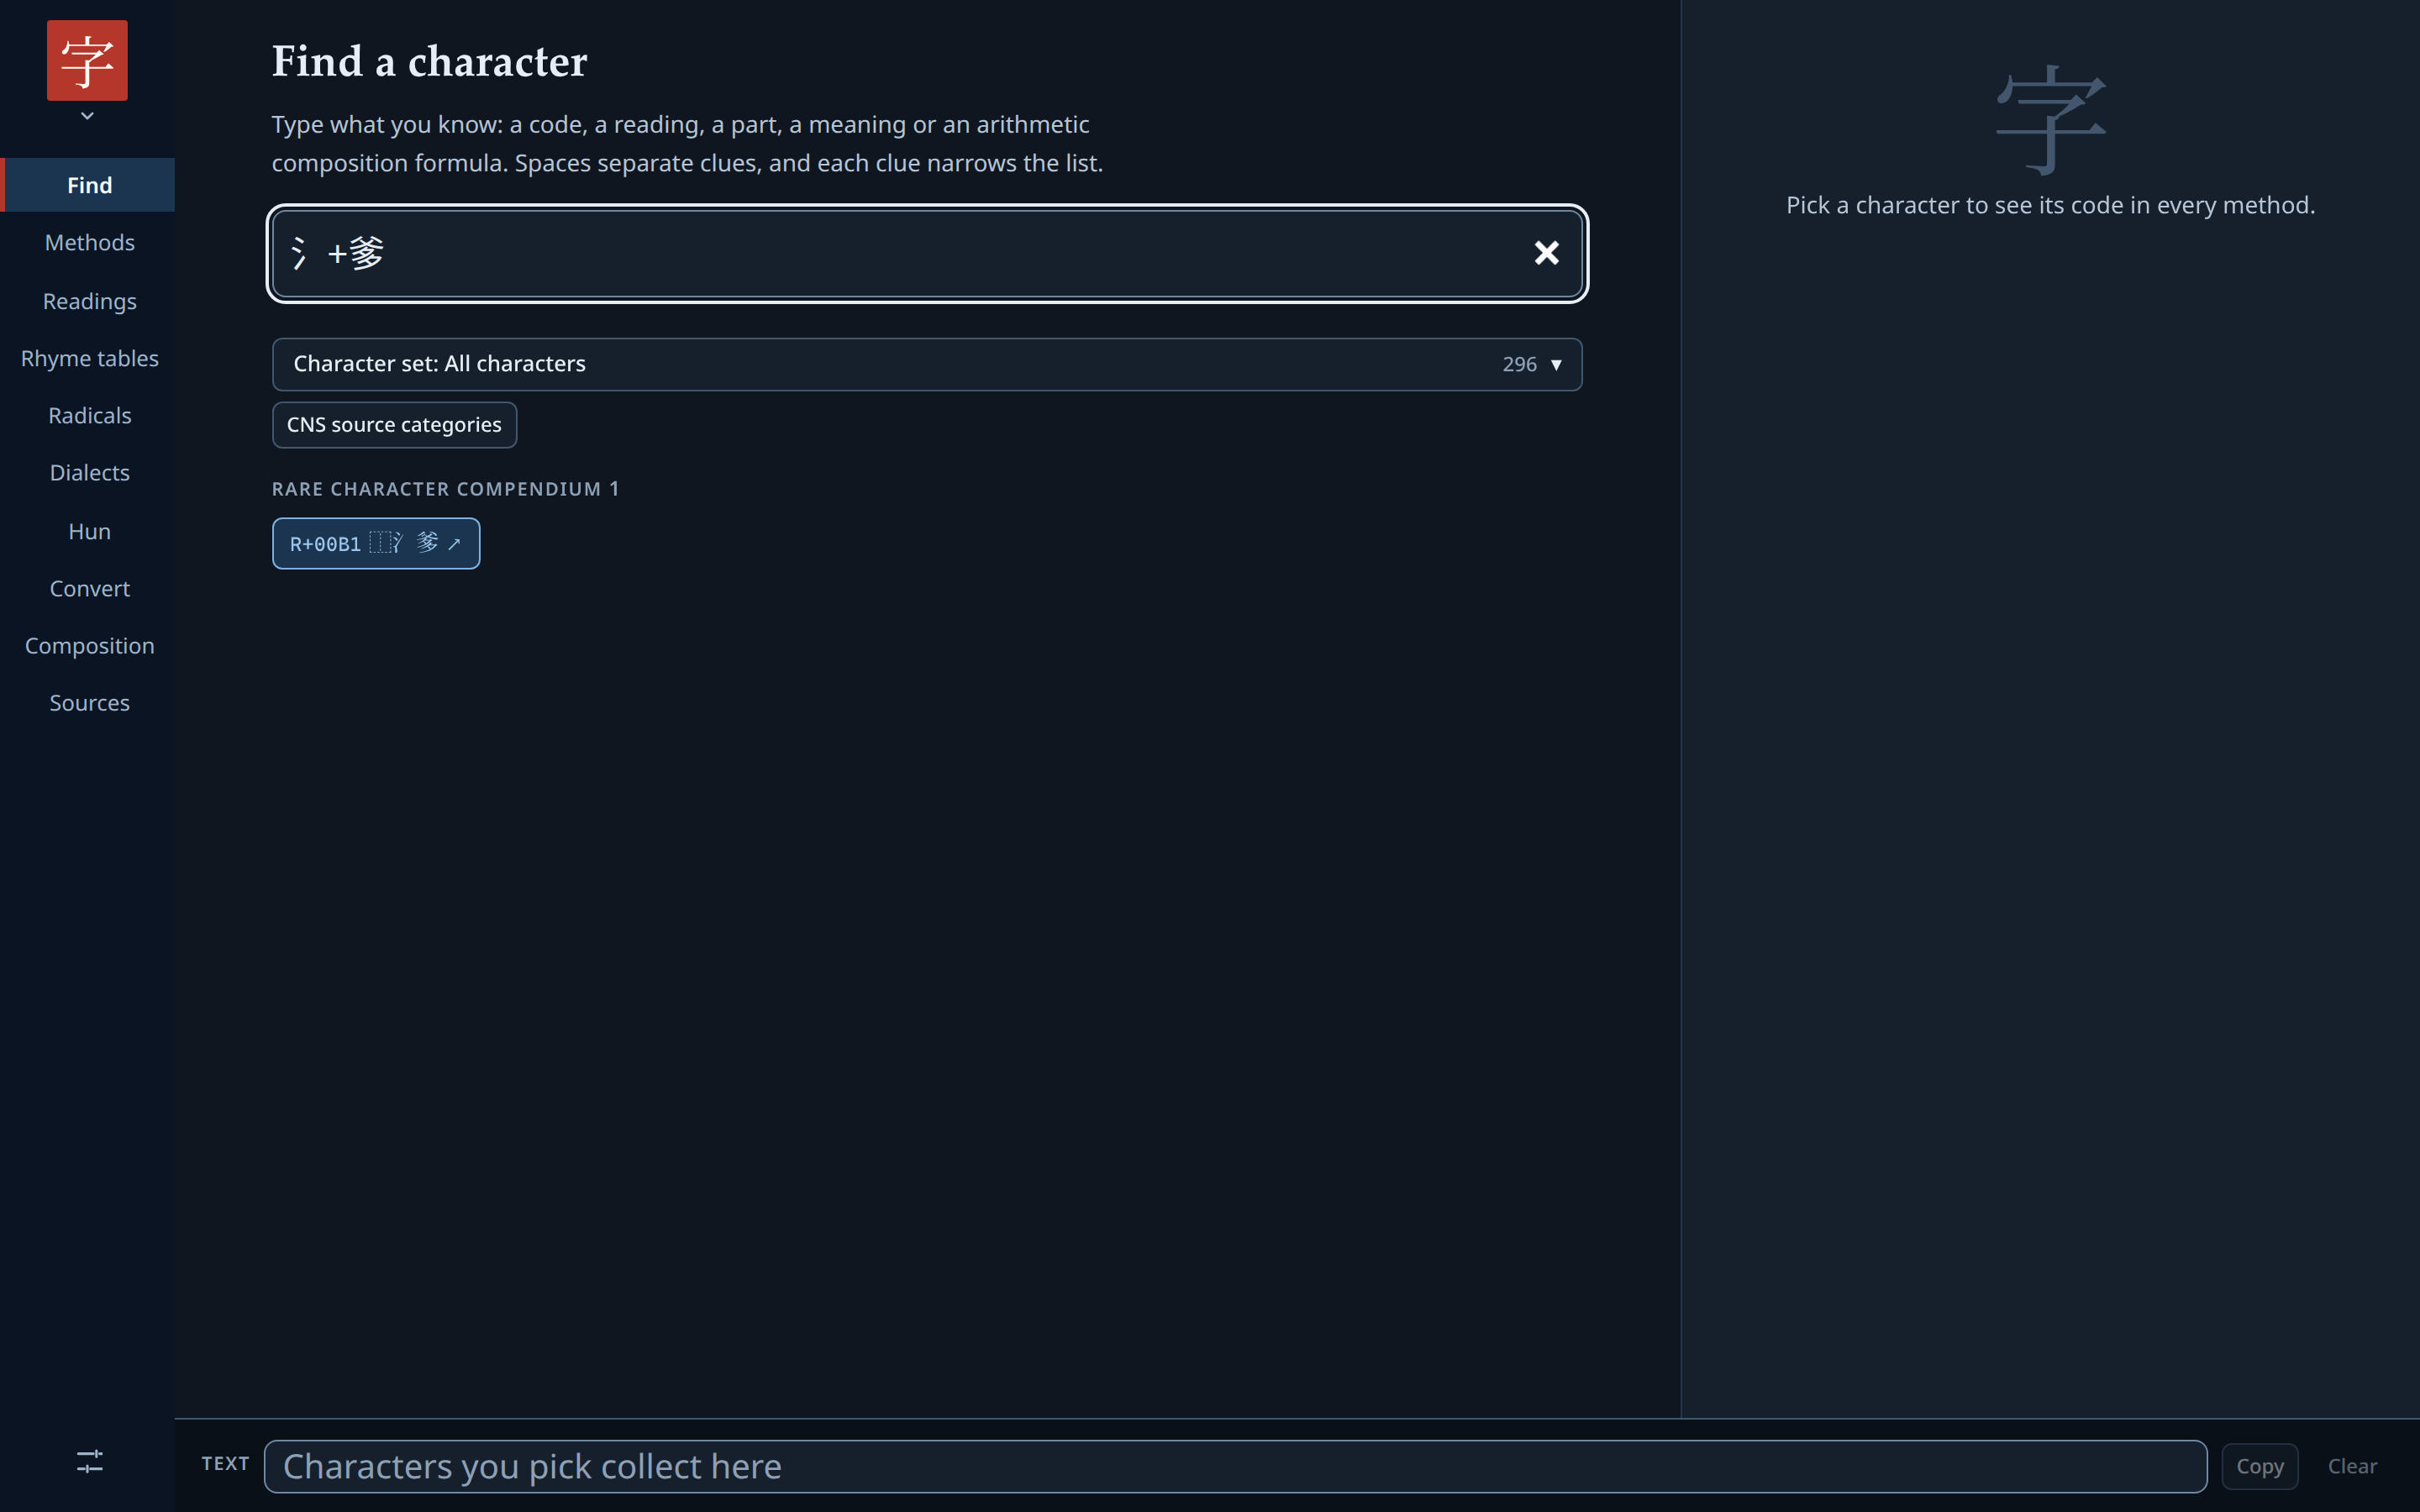 字
Find
Methods
Readings
Rhyme tables
Radicals
Dialects
Hun
Convert
Composition
Sources
Find a character
Type what you know: a code, a reading, a part, a meaning or an arithmetic
composition formula. Spaces separate clues, and each clue narrows the list.
氵+爹
Character set: All characters
296 ▼
CNS source categories
RARE CHARACTER COMPENDIUM 1
R+00B1 ⿰氵爹 ↗
字
Pick a character to see its code in every method.
TEXT
Characters you pick collect here
Copy
Clear